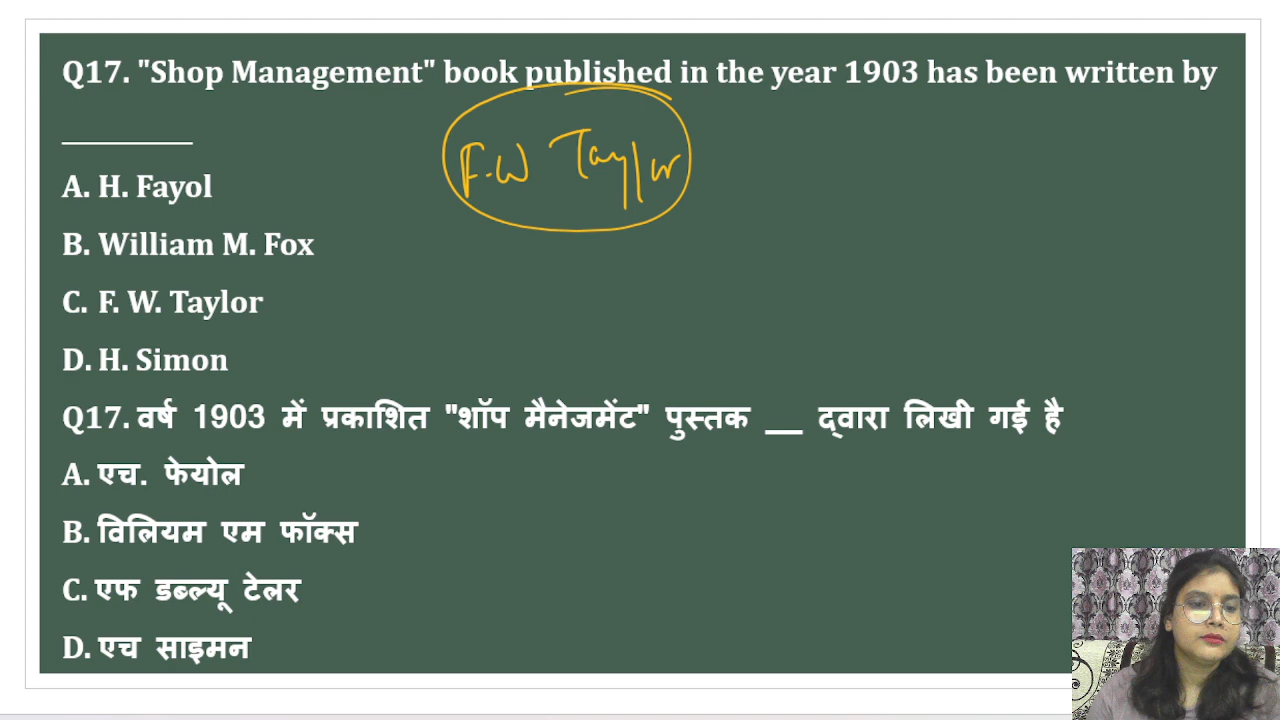 Q17. "Shop Management" book published in the year 1903 has been written by
_________
F.W Taylor
A. H. Fayol
B. William M. Fox
C. F. W. Taylor
D. H. Simon
Q17. वर्ष 1903 में प्रकाशित "शॉप मैनेजमेंट" पुस्तक __ द्वारा लिखी गई है
A. एच. फेयोल
B. विलियम एम फॉक्स
C. एफ डब्ल्यू टेलर
D. एच साइमन